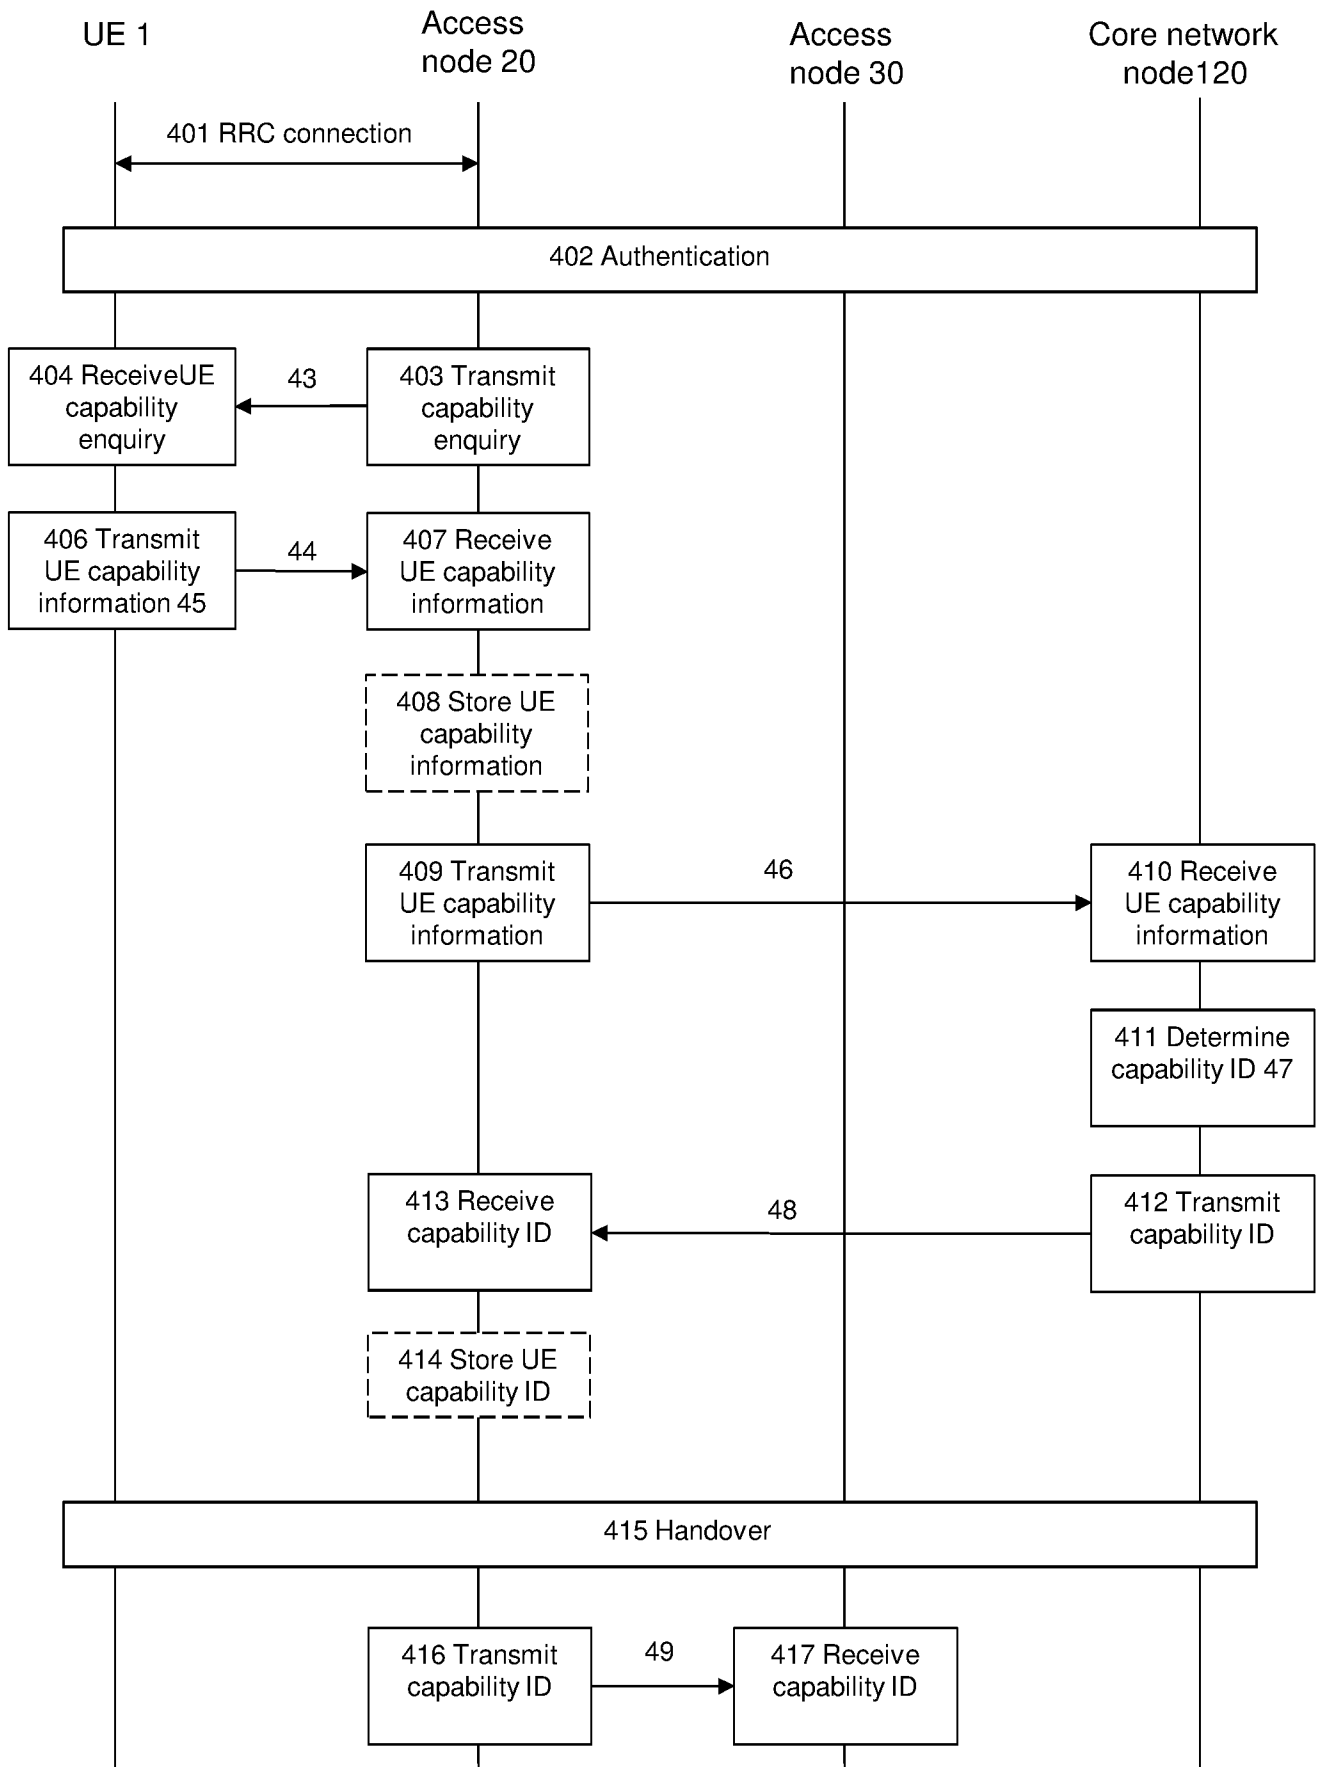 UE 1
Access
node 20
Access
node 30
Core network
node120
401 RRC connection
402 Authentication
404 ReceiveUE
capability
enquiry
43
403 Transmit
capability
enquiry
406 Transmit
UE capability
information 45
44
407 Receive
UE capability
information
408 Store UE
capability
information
409 Transmit
UE capability
information
46
410 Receive
UE capability
information
411 Determine
capability ID 47
413 Receive
capability ID
48
412 Transmit
capability ID
414 Store UE
capability ID
415 Handover
416 Transmit
capability ID
49
417 Receive
capability ID